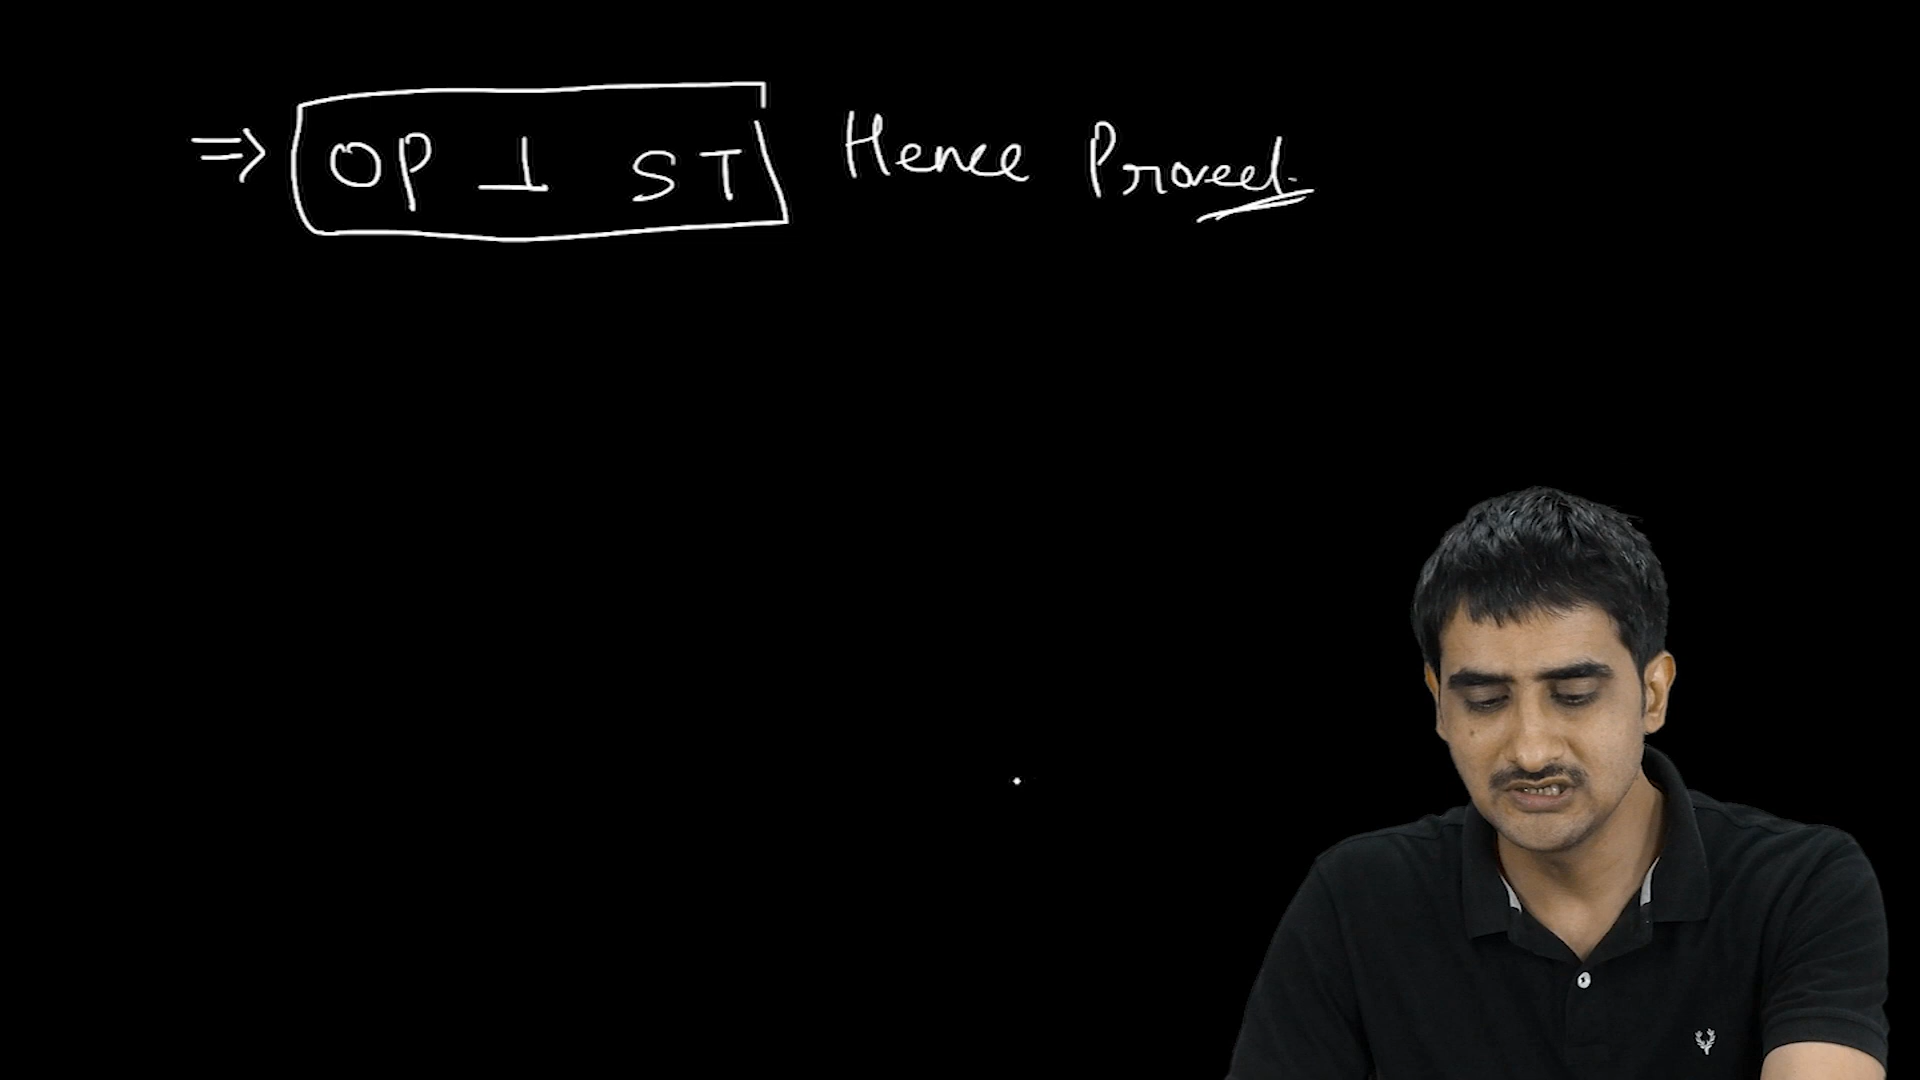 ⇒ OP ⊥ ST Hence Proved.